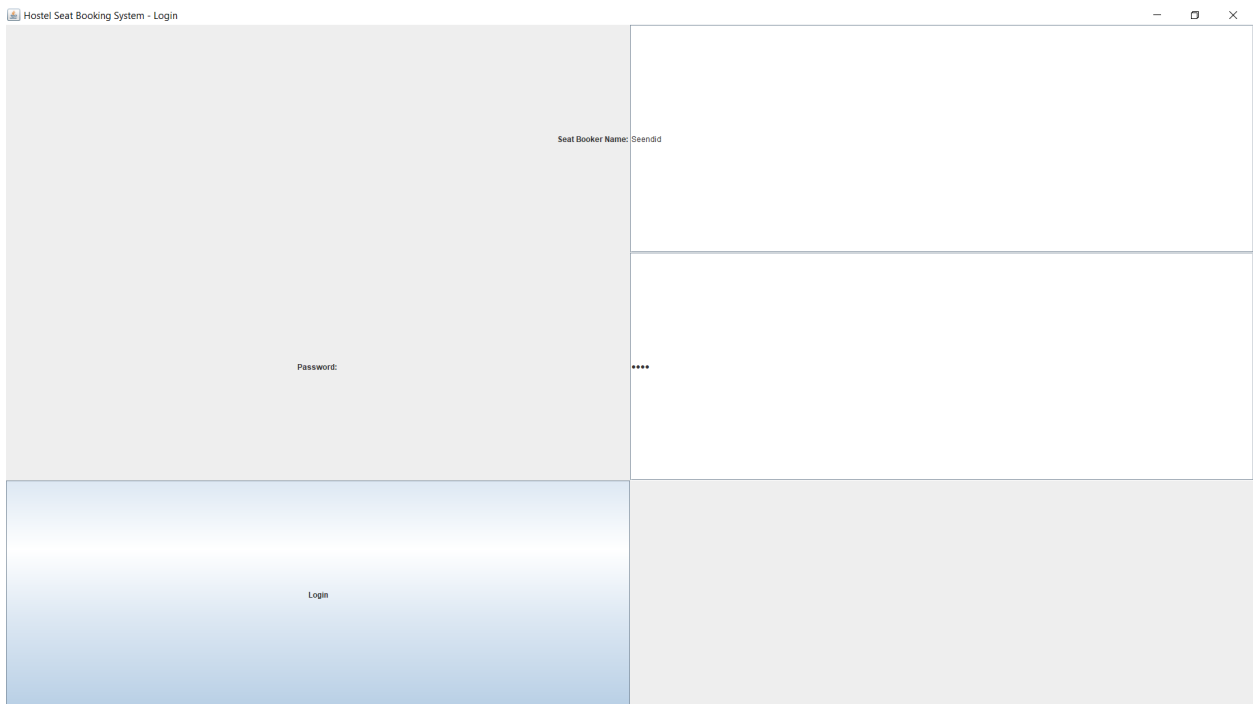 Hostel Seat Booking System - Login
Seat Booker Name: Seendid
Password: ••••
Login